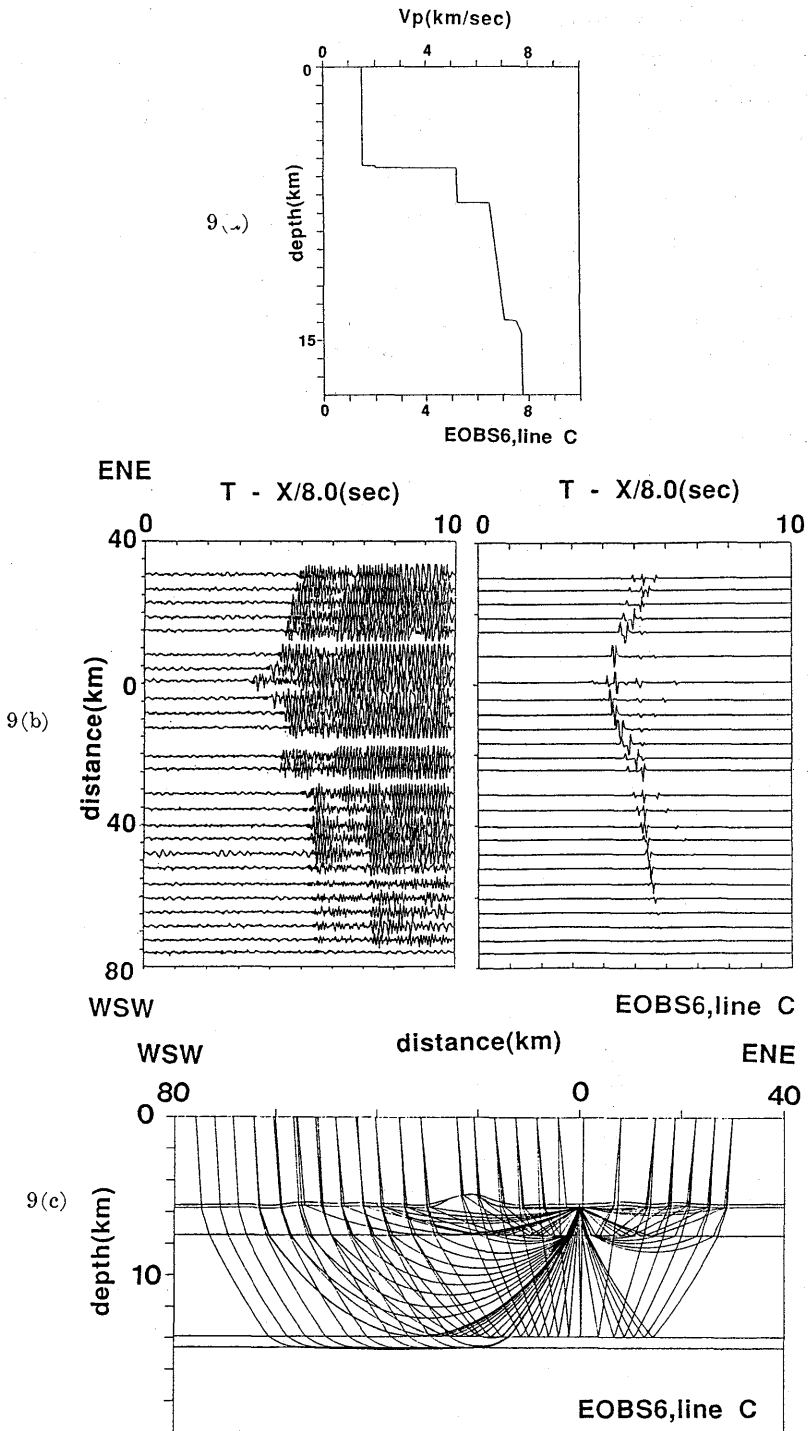 Vp(km/sec)
0 4 8
0
9(a)
depth(km)
15
0 4 8
EOBS6,line C
ENE
T - X/8.0(sec) T - X/8.0(sec)
0 10 0 10
40
0
9(b)
distance(km)
40
80
WSW EOBS6,line C
WSW distance(km) ENE
80 0 40
0
9(c)
depth(km)
10
EOBS6,line C